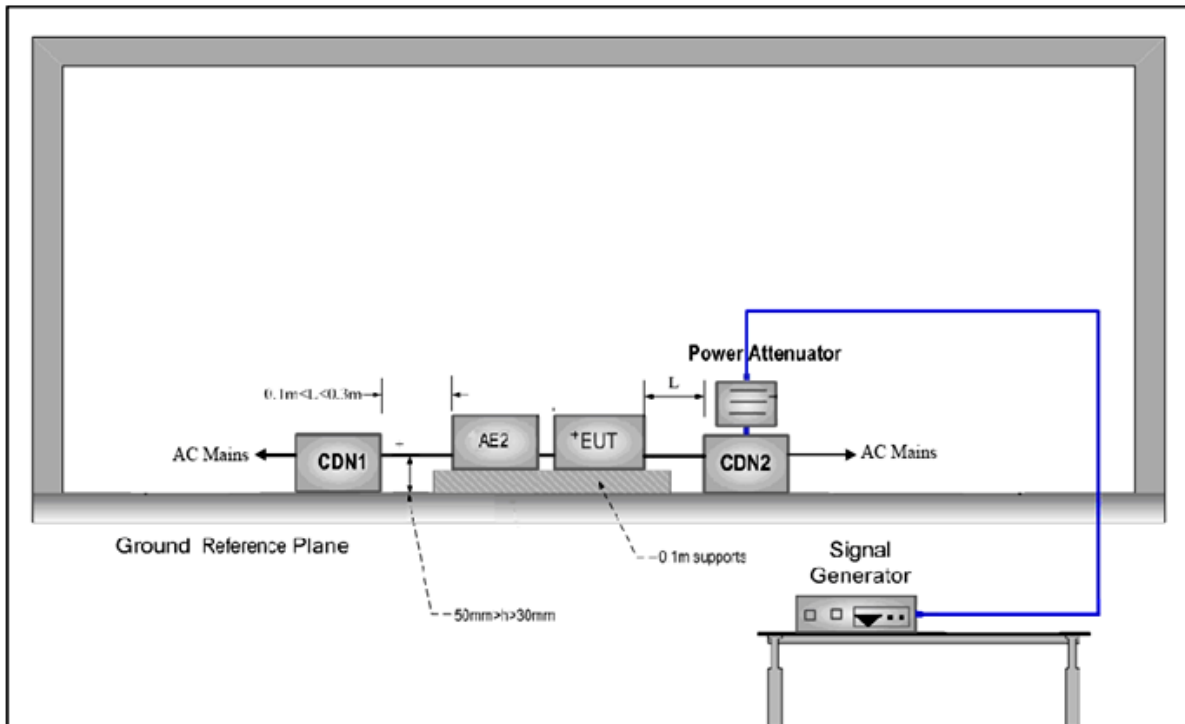 Power Attenuator
0.1m<L<0.3m
L
AC Mains
CDN1
AE2
+EUT
CDN2
AC Mains
Ground Reference Plane
0.1m supports
Signal
Generator
50mm>h>30mm